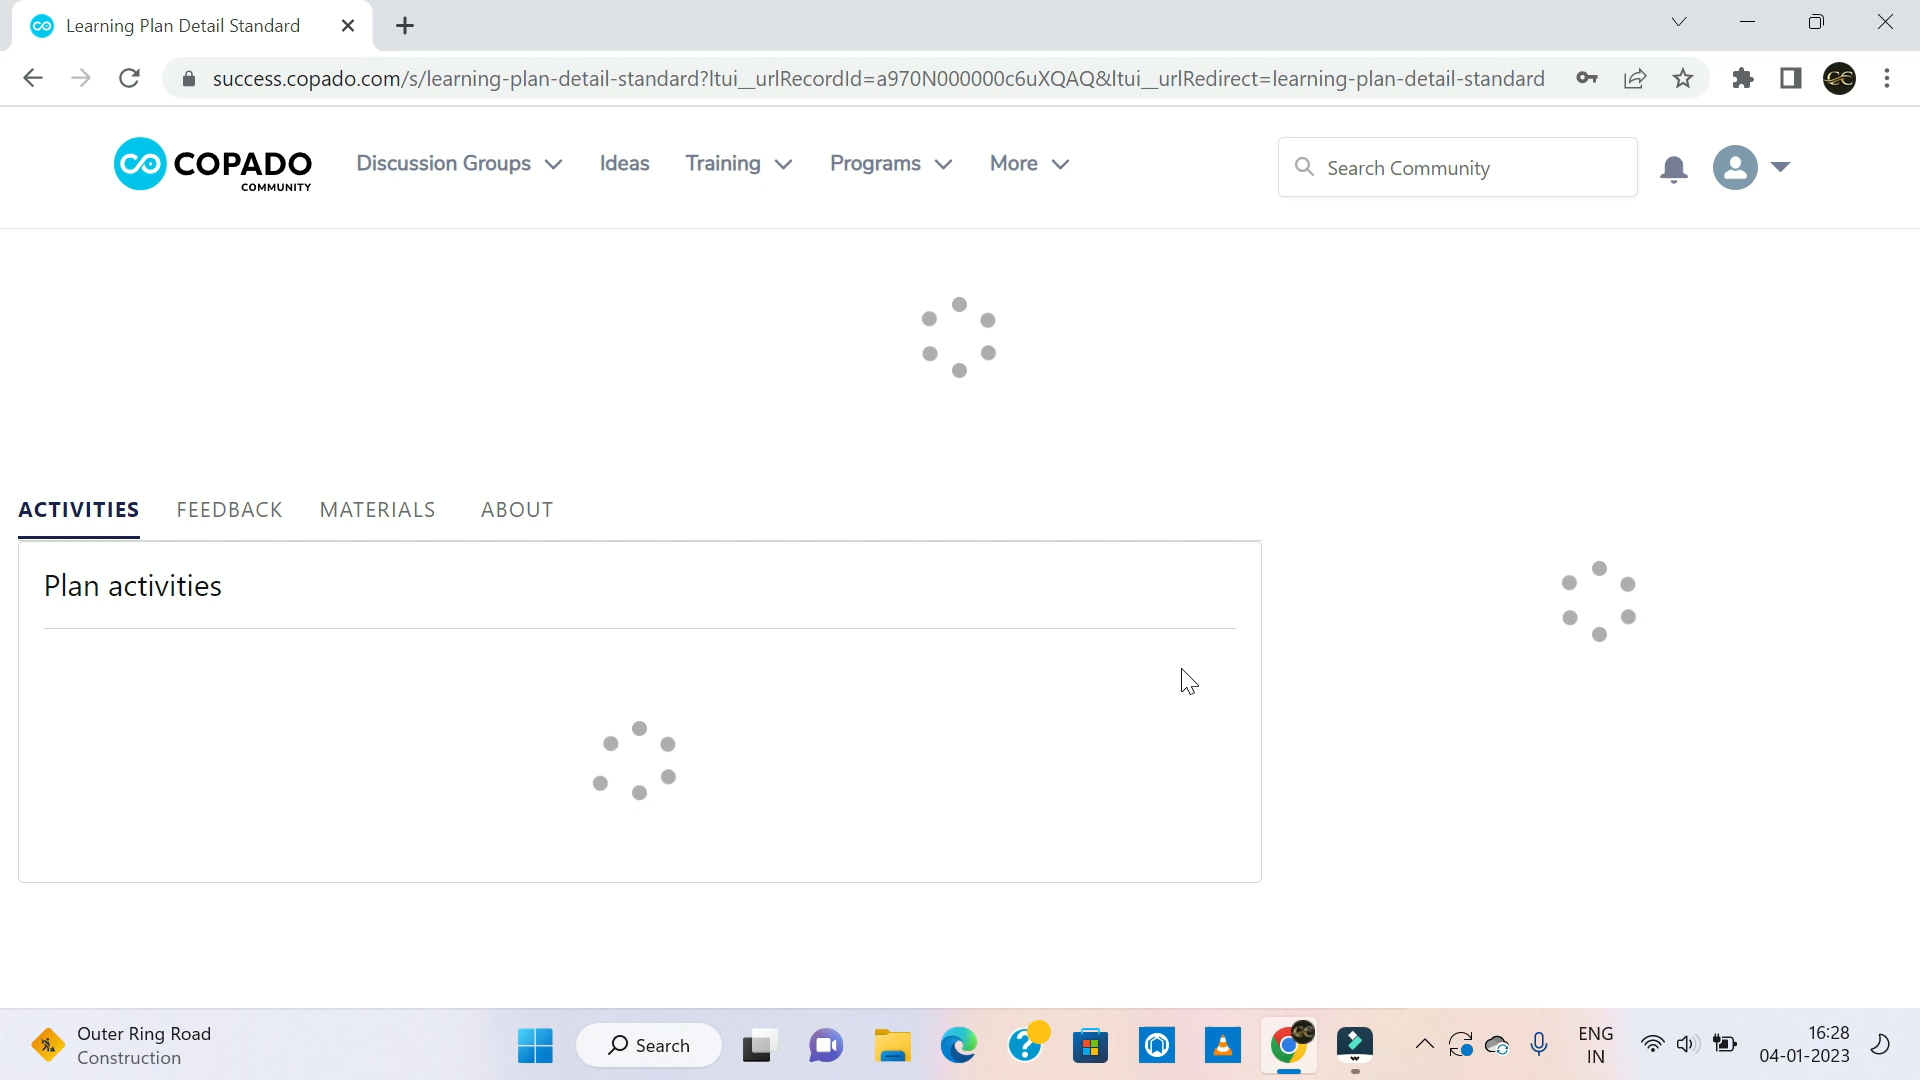 Learning Plan Detail Standard
success.copado.com/s/learning-plan-detail-standard?ltui__urlRecordId=a970N000000c6uXQAQ&ltui__urlRedirect=learning-plan-detail-standard
COPADO
COMMUNITY
Discussion Groups
Ideas
Training
Programs
More
Search Community
ACTIVITIES
FEEDBACK
MATERIALS
ABOUT
Plan activities
Outer Ring Road
Construction
Search
ENG
IN
16:28
04-01-2023